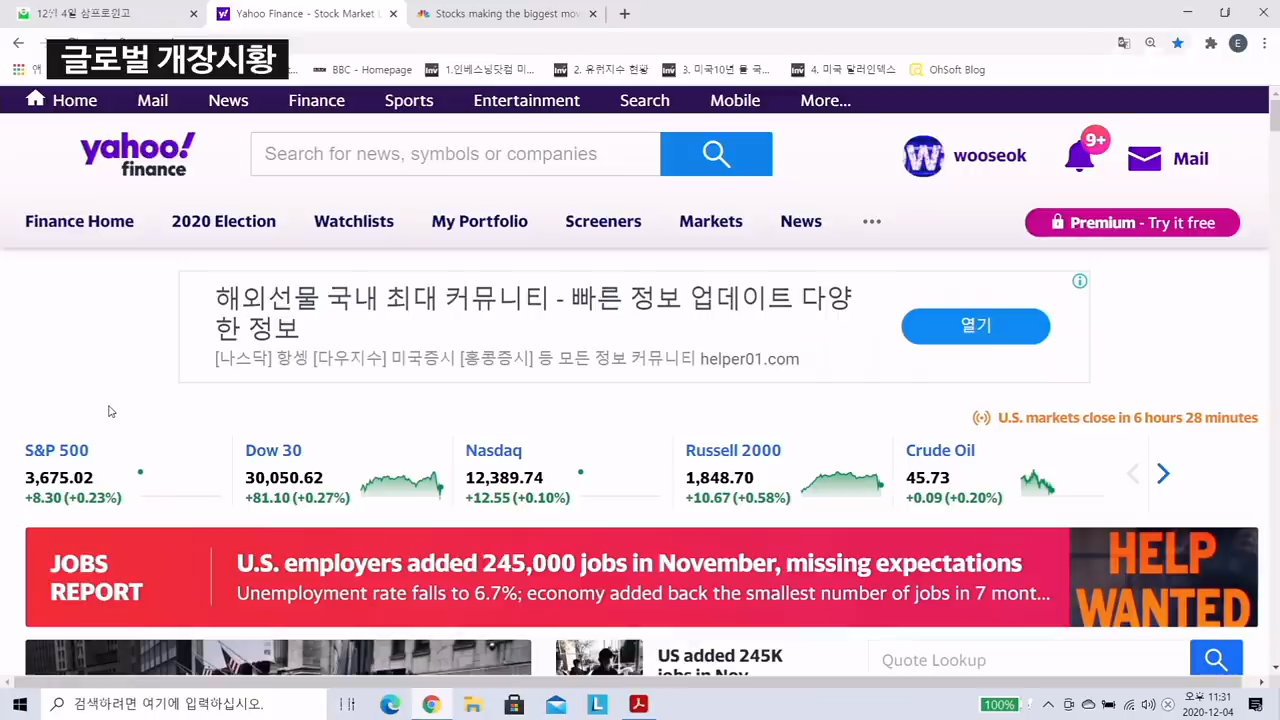 12월 4일 삼프로인고
Yahoo Finance - Stock Market L
Stocks making the biggest mov
글로벌 개장시황
앱
BBC - Homepage
1.인베스닝닷컴 미...
2. 유럽지수 현황
3. 미국10년 물 국...
4. 미국 달러인덱스
OhSoft Blog
E
Home Mail News Finance Sports Entertainment Search Mobile More...
yahoo!
finance
Search for news, symbols or companies
W wooseok
9+
Mail
Finance Home 2020 Election Watchlists My Portfolio Screeners Markets News
Premium - Try it free
해외선물 국내 최대 커뮤니티 - 빠른 정보 업데이트 다양
한 정보
[나스닥] 항셍 [다우지수] 미국증시 [홍콩증시] 등 모든 정보 커뮤니티 helper01.com
열기
U.S. markets close in 6 hours 28 minutes
S&P 500 Dow 30 Nasdaq Russell 2000 Crude Oil
3,675.02 30,050.62 12,389.74 1,848.70 45.73
+8.30 (+0.23%) +81.10 (+0.27%) +12.55 (+0.10%) +10.67 (+0.58%) +0.09 (+0.20%)
JOBS
REPORT
U.S. employers added 245,000 jobs in November, missing expectations
Unemployment rate falls to 6.7%; economy added back the smallest number of jobs in 7 mont...
HELP
WANTED
US added 245K
jobs in Nov
Quote Lookup
검색하려면 여기에 입력하십시오.
100%
오후 11:31
2020-12-04